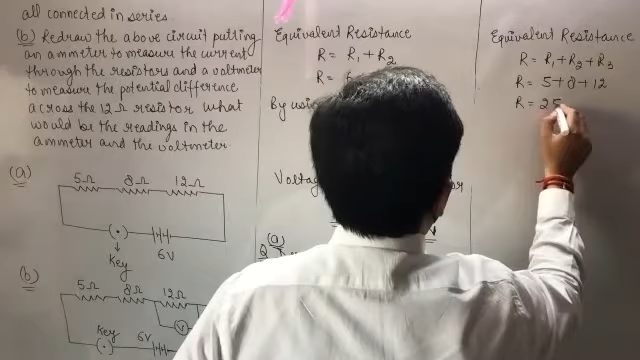 all connected in series.
(b) Redraw the above circuit putting
an ammeter to measure the current
through the resistors and a voltmeter
to measure the potential difference
across the 12Ω resistor what
would be the readings in the
ammeter and the voltmeter.
(a)
5Ω 8Ω 12Ω
(•)
Key
6V
(b)
5Ω 8Ω 12Ω
V
Key 6V
(•)
Equivalent Resistance
R = R₁ + R₂
R =
By
(a)
Equivalent Resistance
R = R₁ + R₂ + R₃
R = 5 + 8 + 12
R = 25